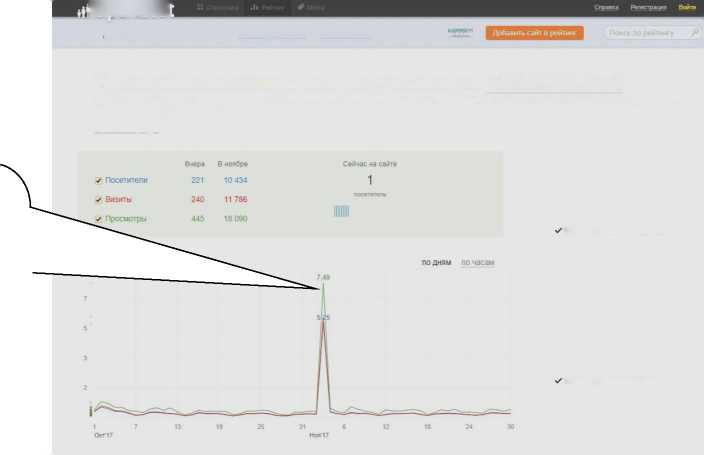 Справка Регистрация Войти
Рейтинг
Добавить сайт в рейтинг Поиск по рейтингу
Вчера В ноябре Сейчас на сайте
Посетители 221 10 434 1
посетитель
Визиты 240 11 786
Просмотры 445 18 090
по дням по часам
7.49
7
5.25
5
3
2
1 7 13 19 25 31 6 12 18 24 30
Окт'17 Ноя'17